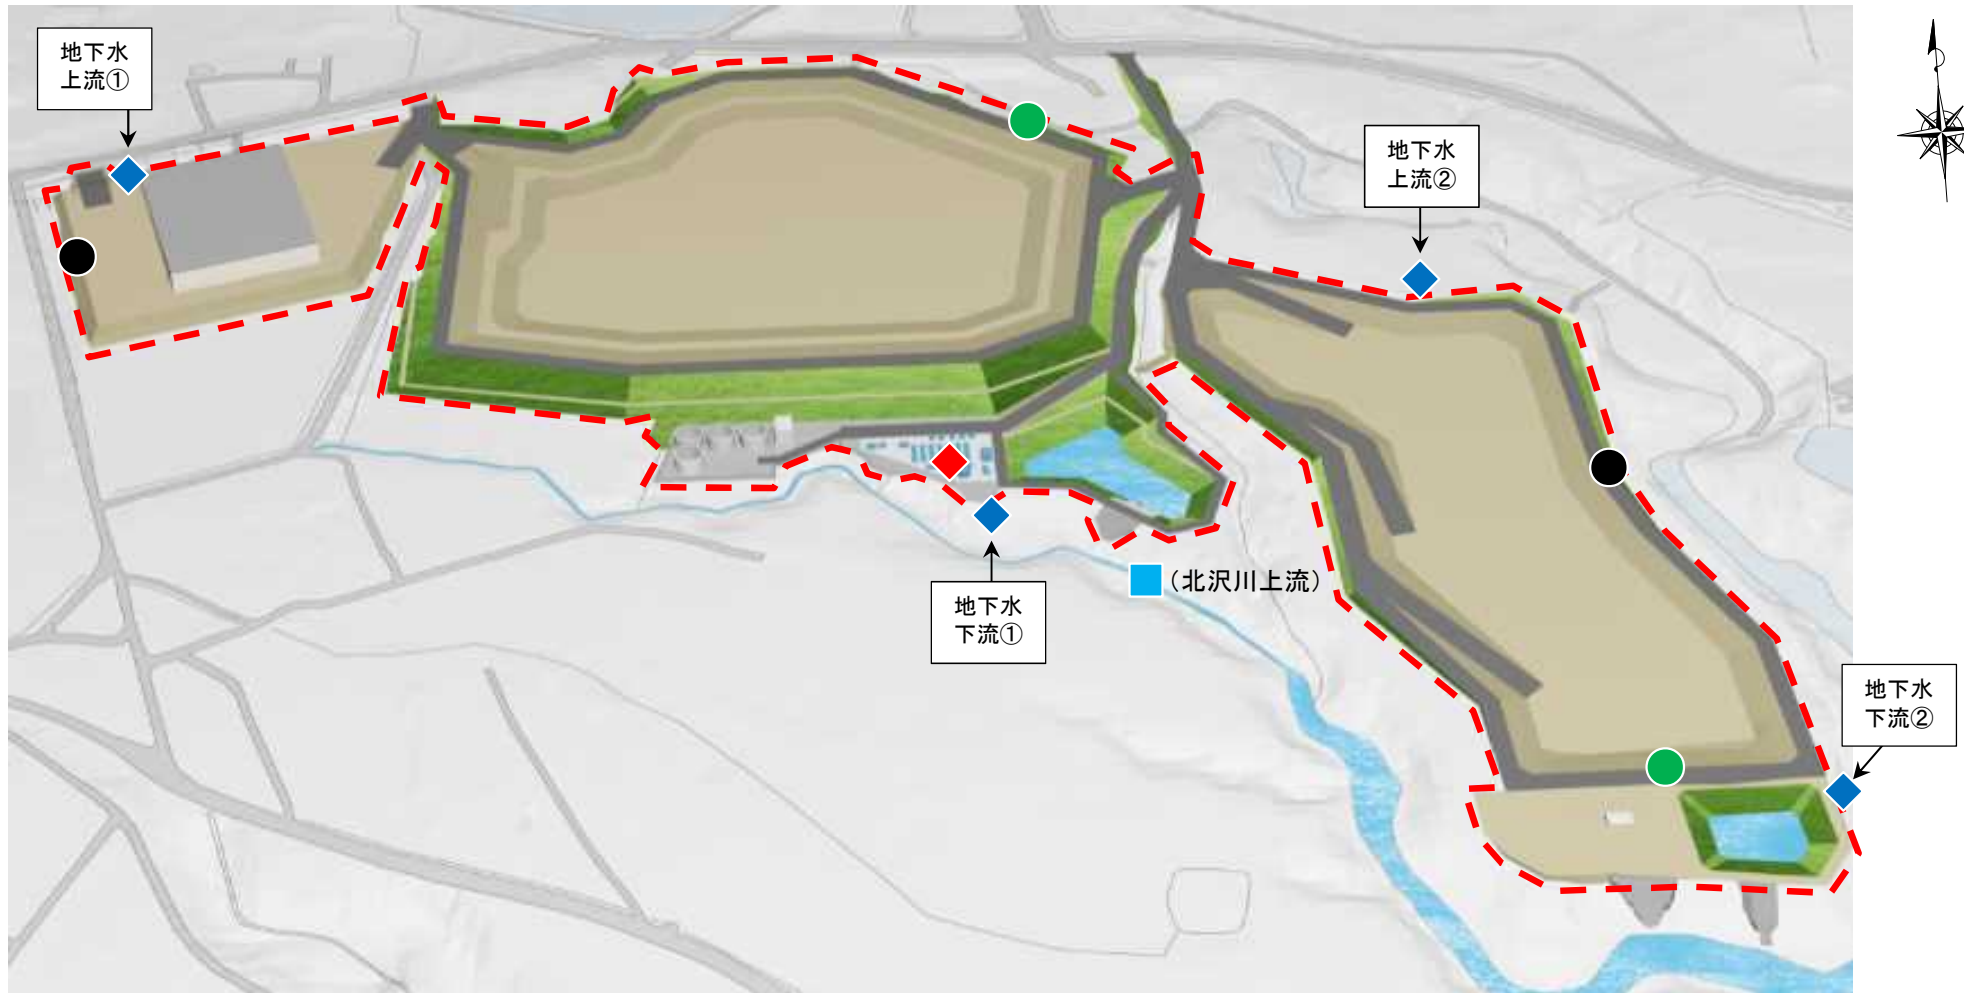 地下水
上流①
地下水
上流②
（北沢川上流）
地下水
下流①
地下水
下流②